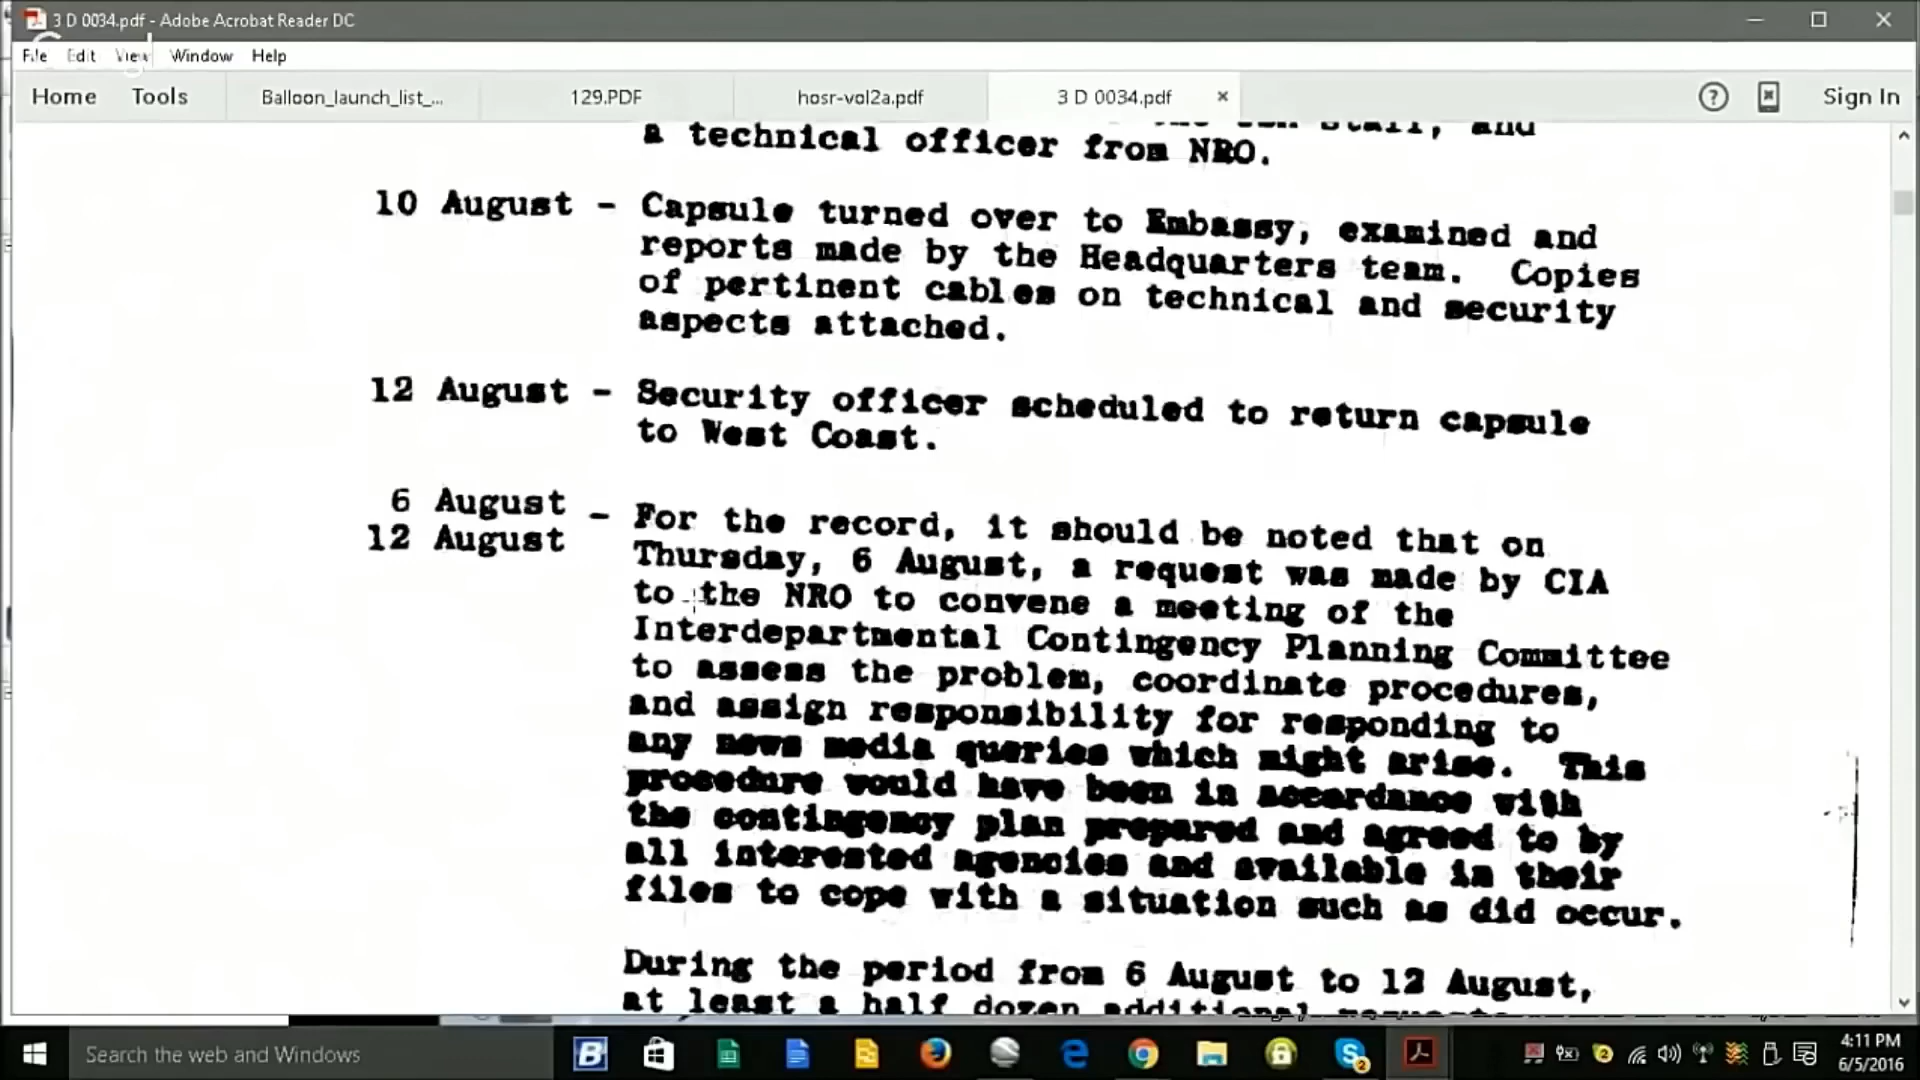 3 D 0034.pdf - Adobe Acrobat Reader DC
File Edit View Window Help
Home Tools Balloon_launch_list_... 129.PDF hosr-vol2a.pdf 3 D 0034.pdf × ? Sign In
staff, and
a technical officer from NRO.
10 August - Capsule turned over to Embassy, examined and
reports made by the Headquarters team. Copies
of pertinent cables on technical and security
aspects attached.
12 August - Security officer scheduled to return capsule
to West Coast.
6 August
12 August - For the record, it should be noted that on
Thursday, 6 August, a request was made by CIA
to the NRO to convene a meeting of the
Interdepartmental Contingency Planning Committee
to assess the problem, coordinate procedures,
and assign responsibility for responding to
any news media queries which might arise. This
procedure would have been in accordance with
the contingency plan prepared and agreed to by
all interested agencies and available in their
files to cope with a situation such as did occur.
During the period from 6 August to 12 August,
at least a half dozen additional requests
Search the web and Windows
4:11 PM
6/5/2016